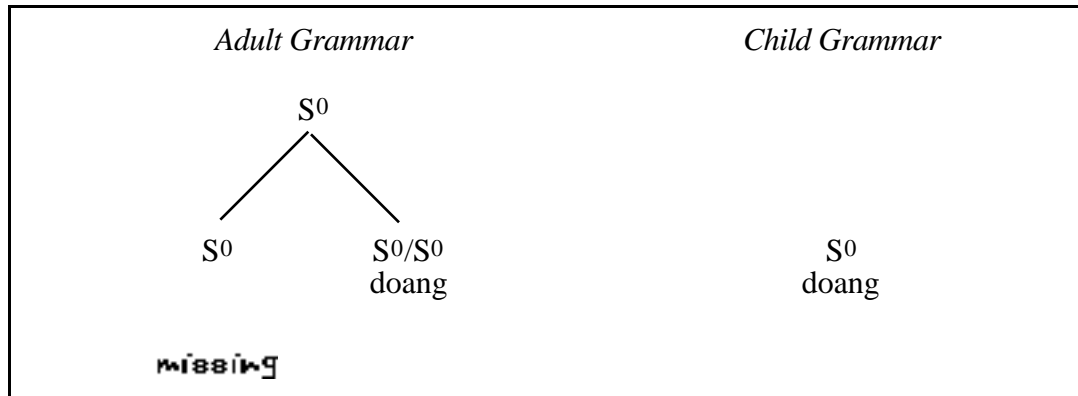 Adult Grammar Child Grammar
S0
S0 S0/S0 S0
doang doang
missing